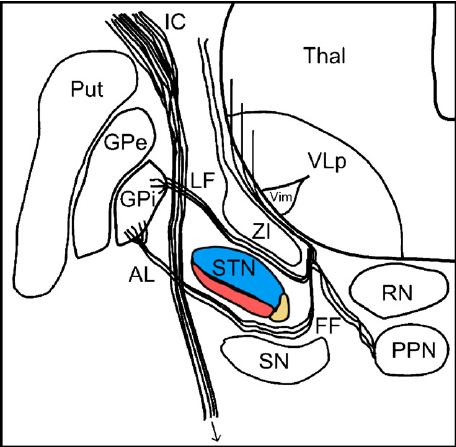 IC
Thal
Put
GPe
VLp
LF
GPi
Vim
ZI
STN
AL
RN
FF
PPN
SN